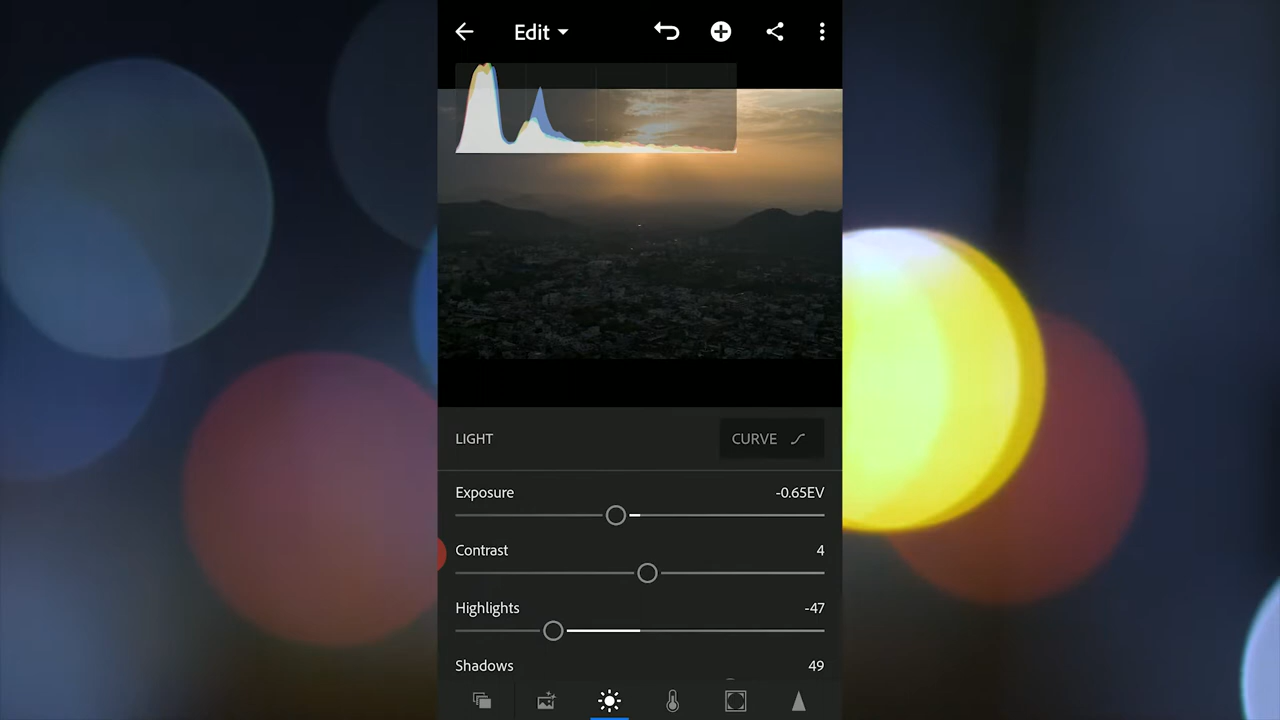 Edit
LIGHT
CURVE
Exposure -0.65EV
Contrast 4
Highlights -47
Shadows 49